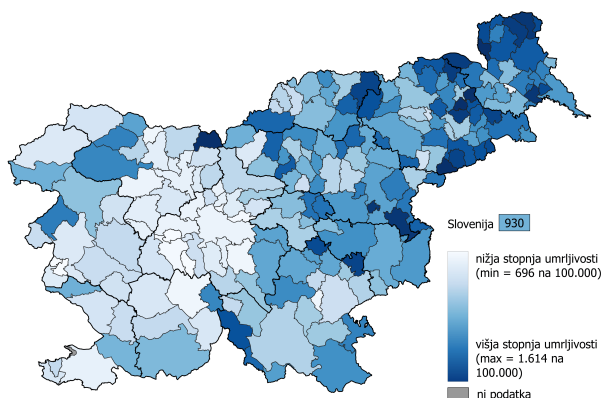 Slovenija 930
nižja stopnja umrljivosti
(min = 696 na 100.000)
višja stopnja umrljivosti
(max = 1.614 na
100.000)
ni podatka